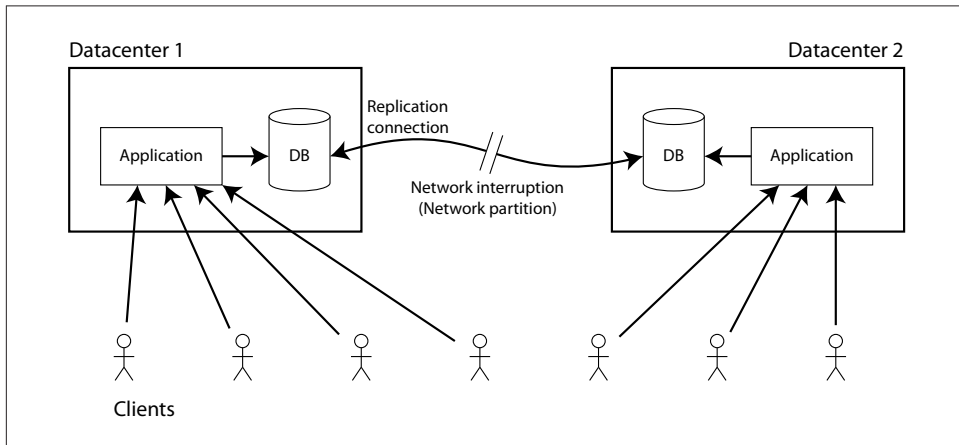 Datacenter 1
Datacenter 2
Replication
connection
Application
DB
DB
Application
Network interruption
(Network partition)
Clients